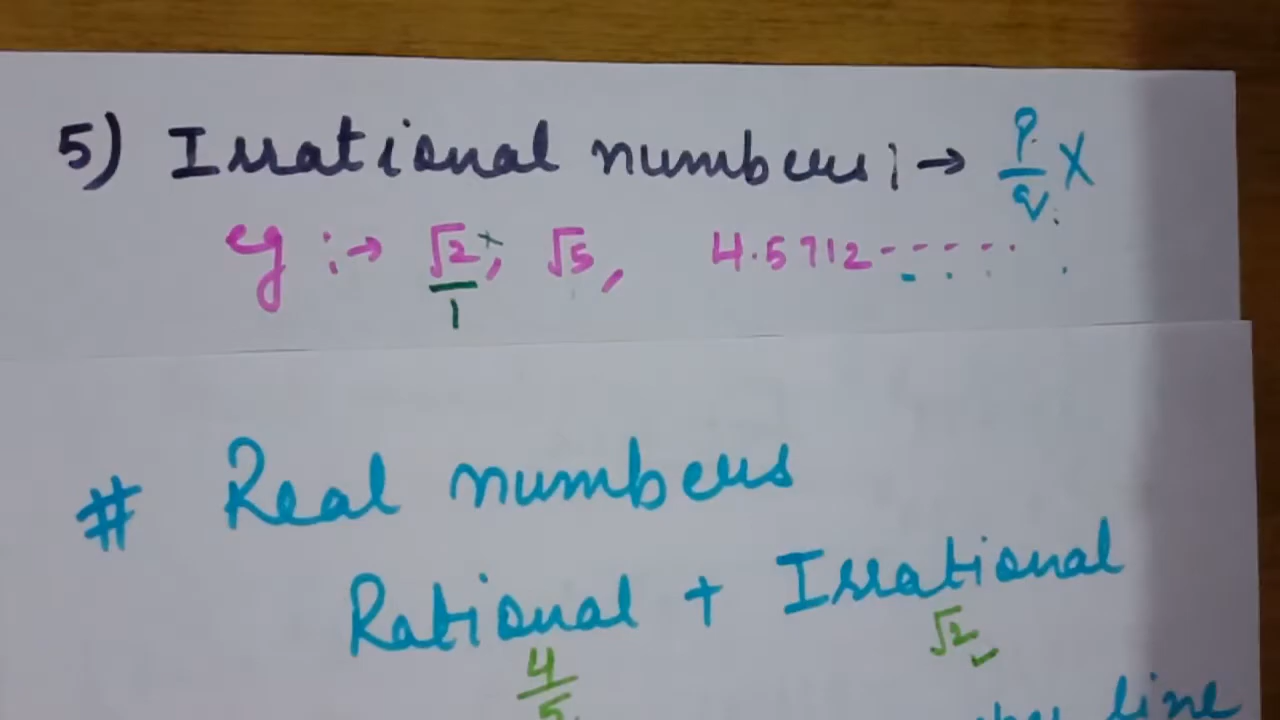 5) Irrational numbers :→ p/q X
eg :→ √2/1, √5, 4.5712-----
# Real numbers
Rational + Irrational
4/5 √2 ✓
line